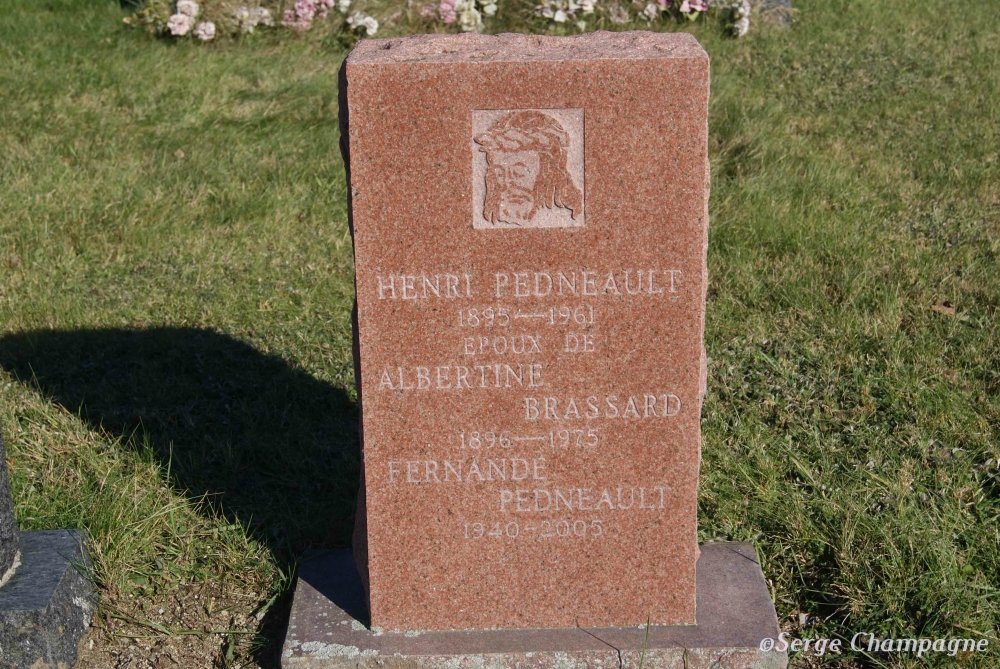 HENRI PEDNEAULT
1895—1961
EPOUX DE
ALBERTINE
BRASSARD
1896—1975
FERNANDE
PEDNEAULT
1940-2005
©Serge Champagne